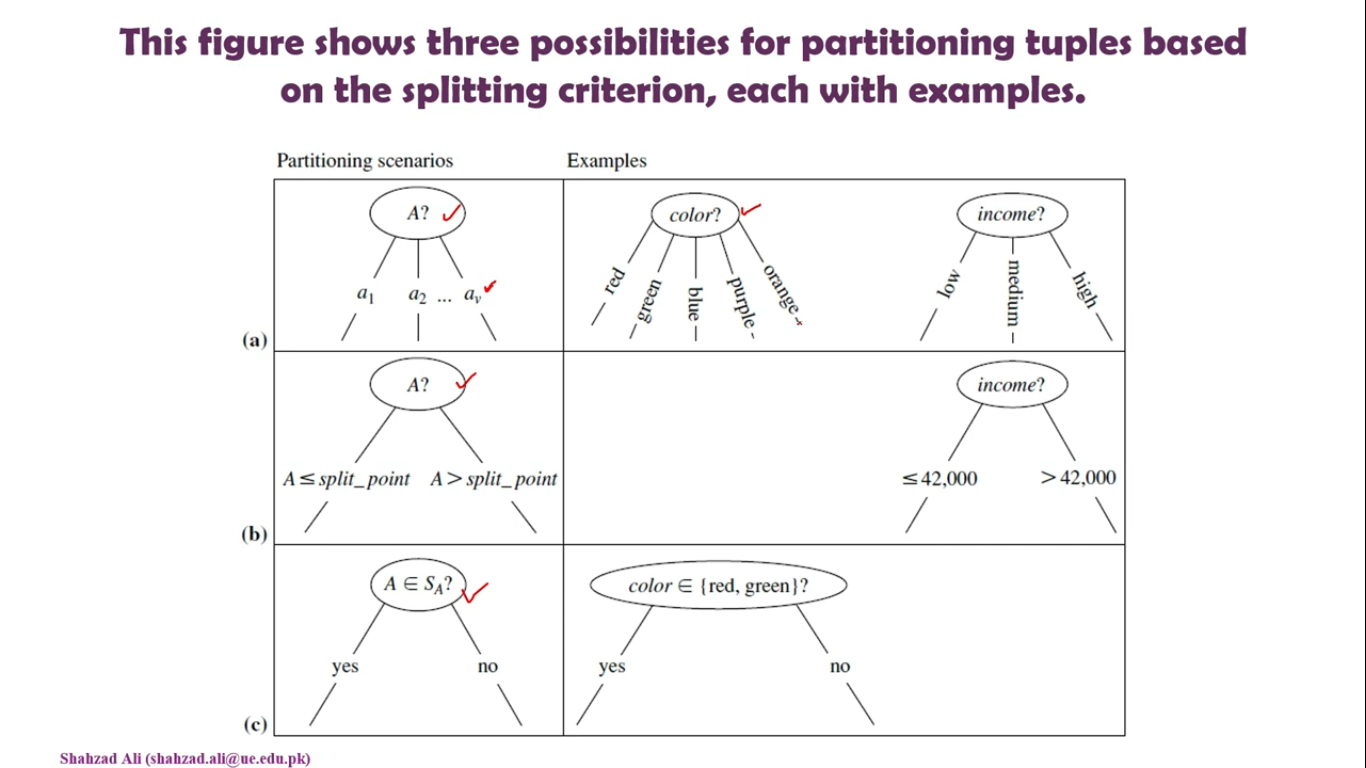 This figure shows three possibilities for partitioning tuples based
on the splitting criterion, each with examples.
Partitioning scenarios
Examples
(a)
A?
a1 a2 ... av
color?
red
green
blue
purple
orange
income?
low
medium
high
(b)
A?
A ≤ split_point A > split_point
income?
≤ 42,000 > 42,000
(c)
A ∈ SA?
yes no
color ∈ {red, green}?
yes no
Shahzad Ali (shahzad.ali@ue.edu.pk)